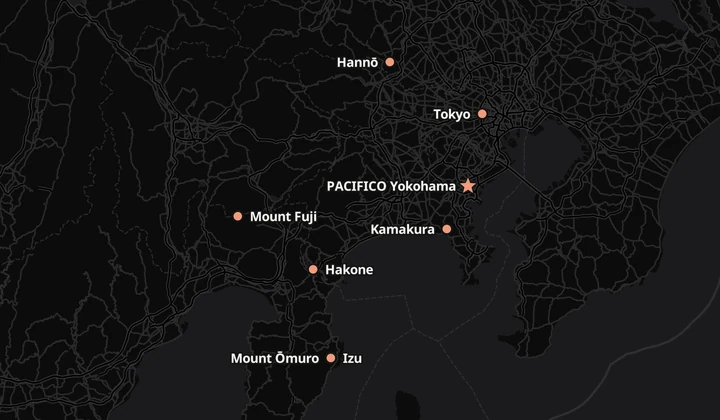 Hannō
Tokyo
PACIFICO Yokohama
Mount Fuji
Kamakura
Hakone
Mount Ōmuro
Izu